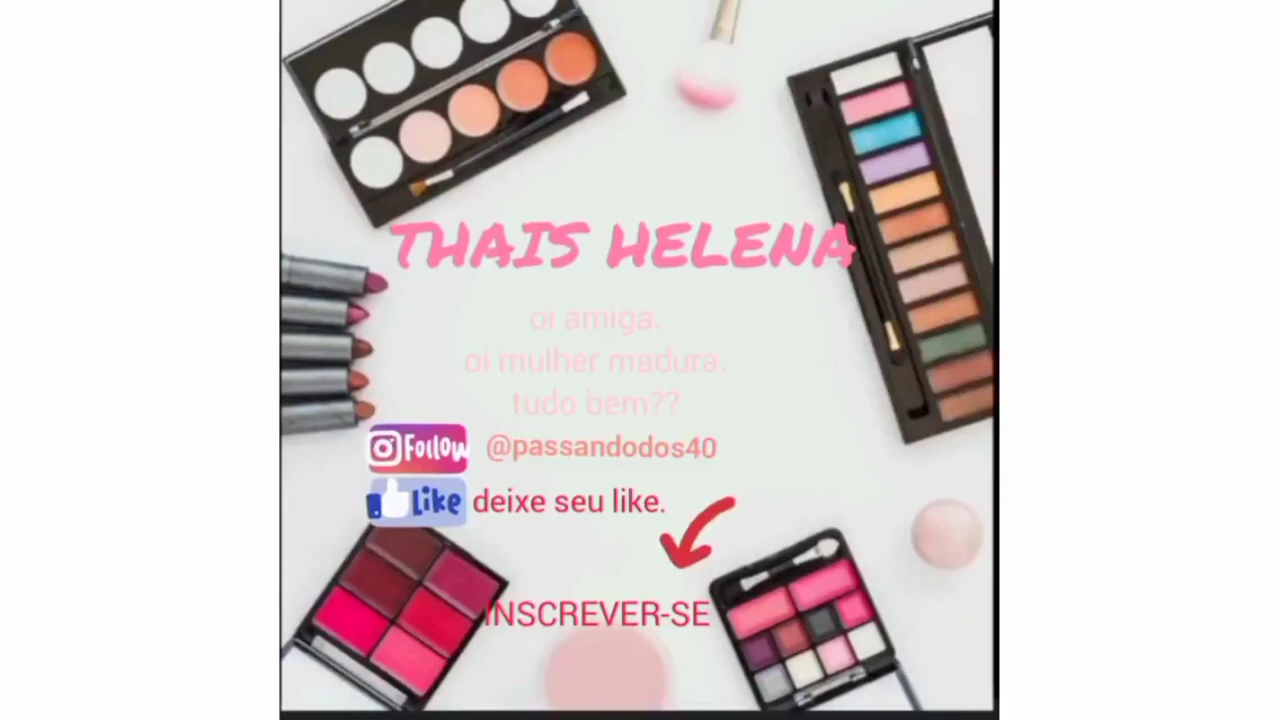 THAIS HELENA
oi amiga.
oi mulher madura.
tudo bem??
Follow @passandodos40
Like deixe seu like.
INSCREVER-SE